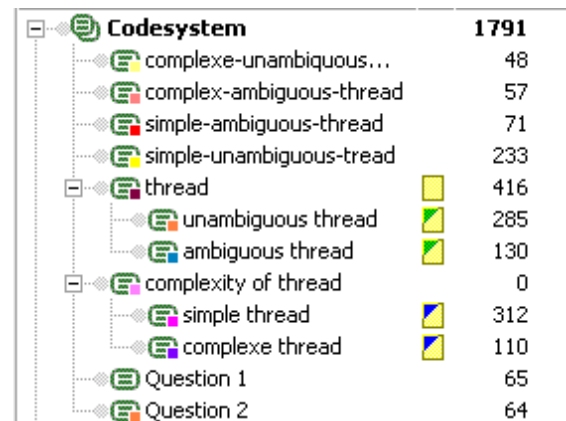 Codesystem 1791
complexe-unambiquous... 48
complex-ambiguous-thread 57
simple-ambiguous-thread 71
simple-unambiguous-tread 233
thread 416
unambiguous thread 285
ambiguous thread 130
complexity of thread 0
simple thread 312
complexe thread 110
Question 1 65
Question 2 64